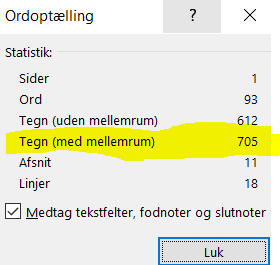 Ordoptælling ? ×
Statistik:
Sider 1
Ord 93
Tegn (uden mellemrum) 612
Tegn (med mellemrum) 705
Afsnit 11
Linjer 18
Medtag tekstfelter, fodnoter og slutnoter
Luk